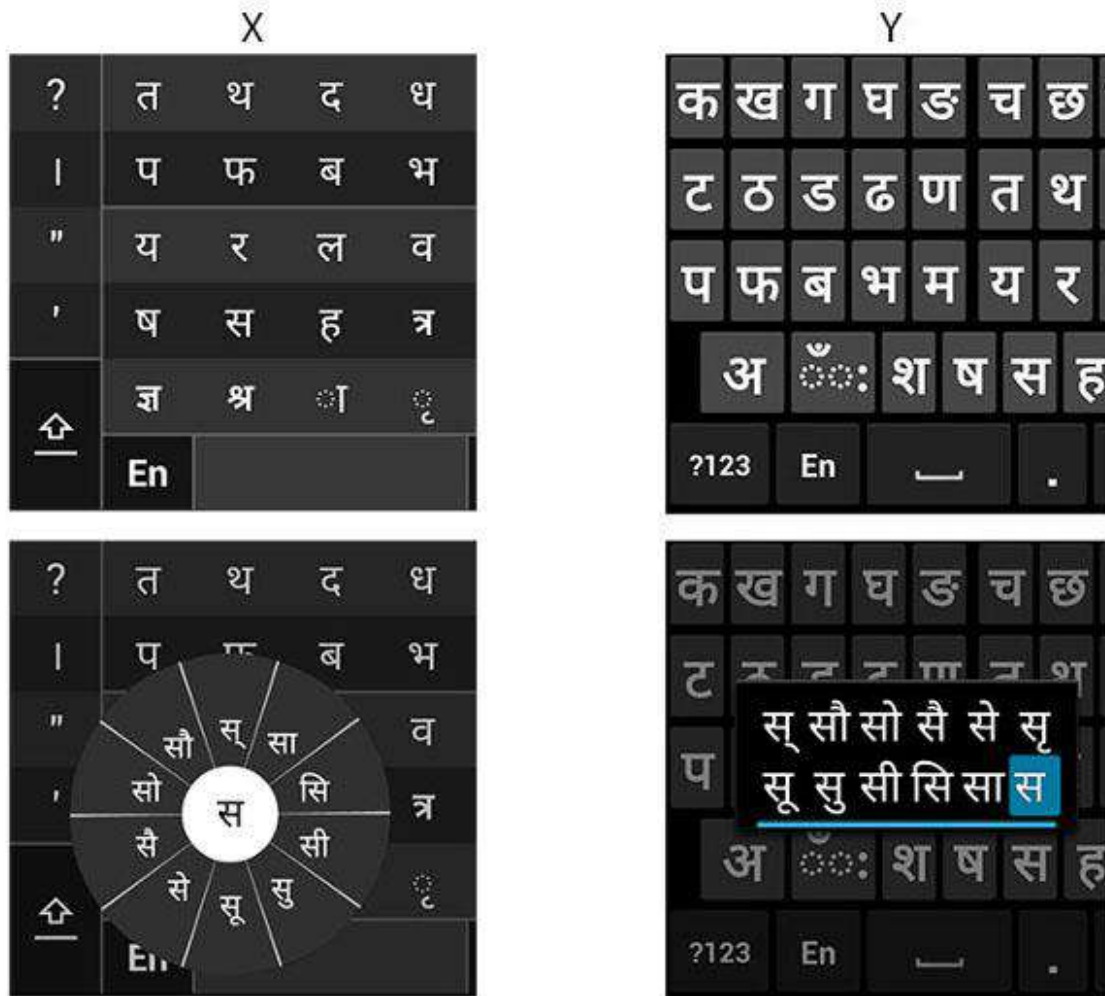 X
? त थ द ध
। प फ ब भ
" य र ल व
' ष स ह त्र
ज्ञ श्र ा ृ
En
Y
क ख ग घ ङ च छ
ट ठ ड ढ ण त थ
प फ ब भ म य र
अ ँ ं ः श ष स ह
?123 En .
? त थ द ध
। प ब भ
" व
' त्र
ृ
स् सा सि सी सु सू से सै सो सौ
स
क ख ग घ ङ च छ
ट थ
प
स् सौ सो सै से सृ
सू सु सी सि सा स
अ ँ ं ः श ष स ह
?123 En .